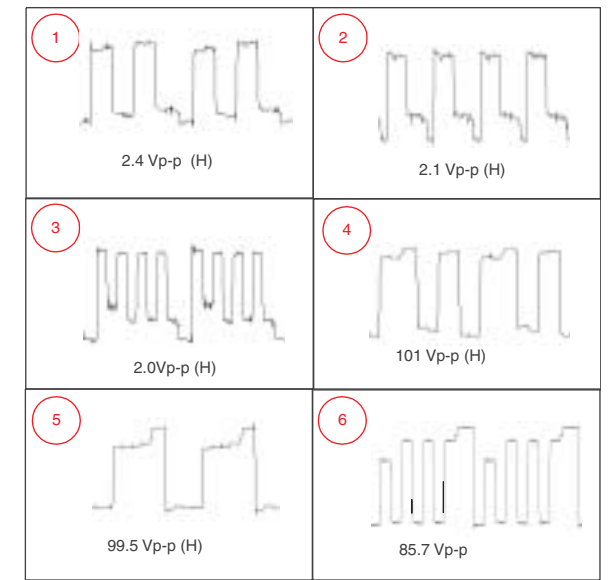 1
2.4 Vp-p (H)
2
2.1 Vp-p (H)
3
2.0Vp-p (H)
4
101 Vp-p (H)
5
99.5 Vp-p (H)
6
85.7 Vp-p